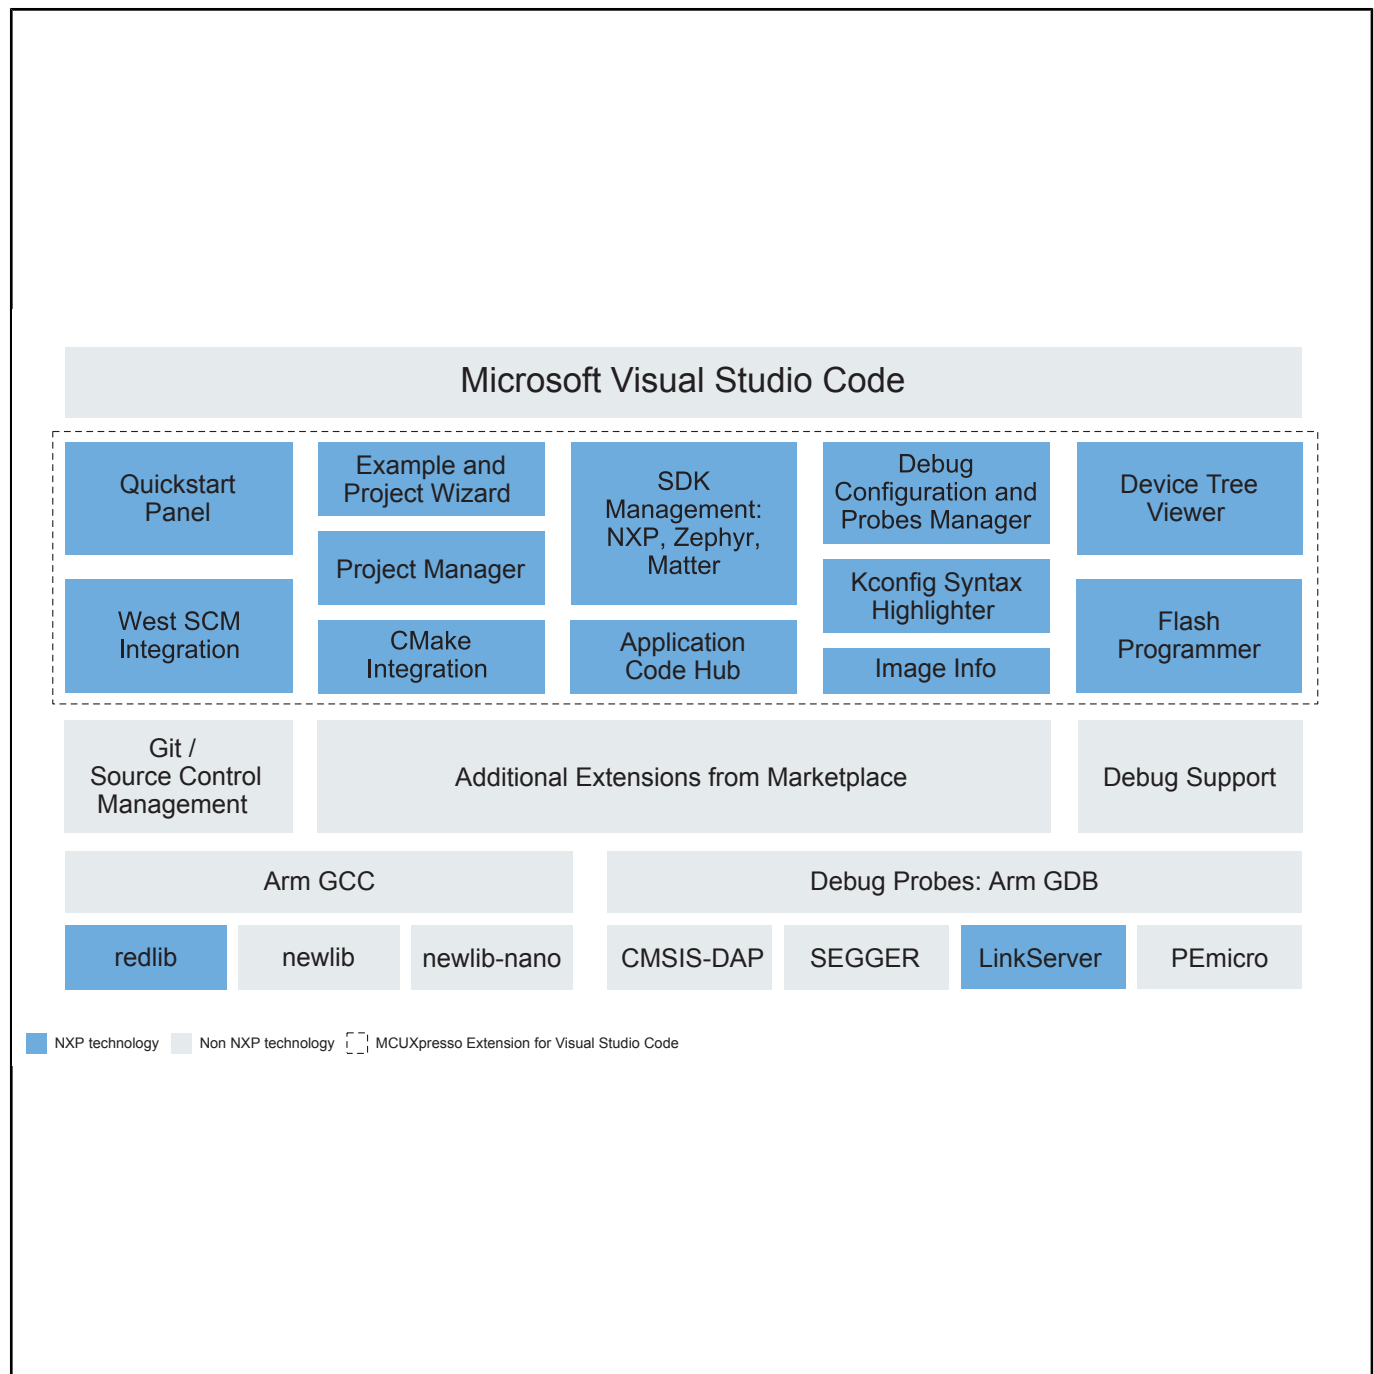 Microsoft Visual Studio Code
Quickstart
Panel
West SCM
Integration
Example and
Project Wizard
Project Manager
CMake
Integration
SDK
Management:
NXP, Zephyr,
Matter
Application
Code Hub
Debug
Configuration and
Probes Manager
Kconfig Syntax
Highlighter
Image Info
Device Tree
Viewer
Flash
Programmer
Git /
Source Control
Management
Additional Extensions from Marketplace
Debug Support
Arm GCC
redlib
newlib
newlib-nano
Debug Probes: Arm GDB
CMSIS-DAP
SEGGER
LinkServer
PEmicro
NXP technology
Non NXP technology
MCUXpresso Extension for Visual Studio Code